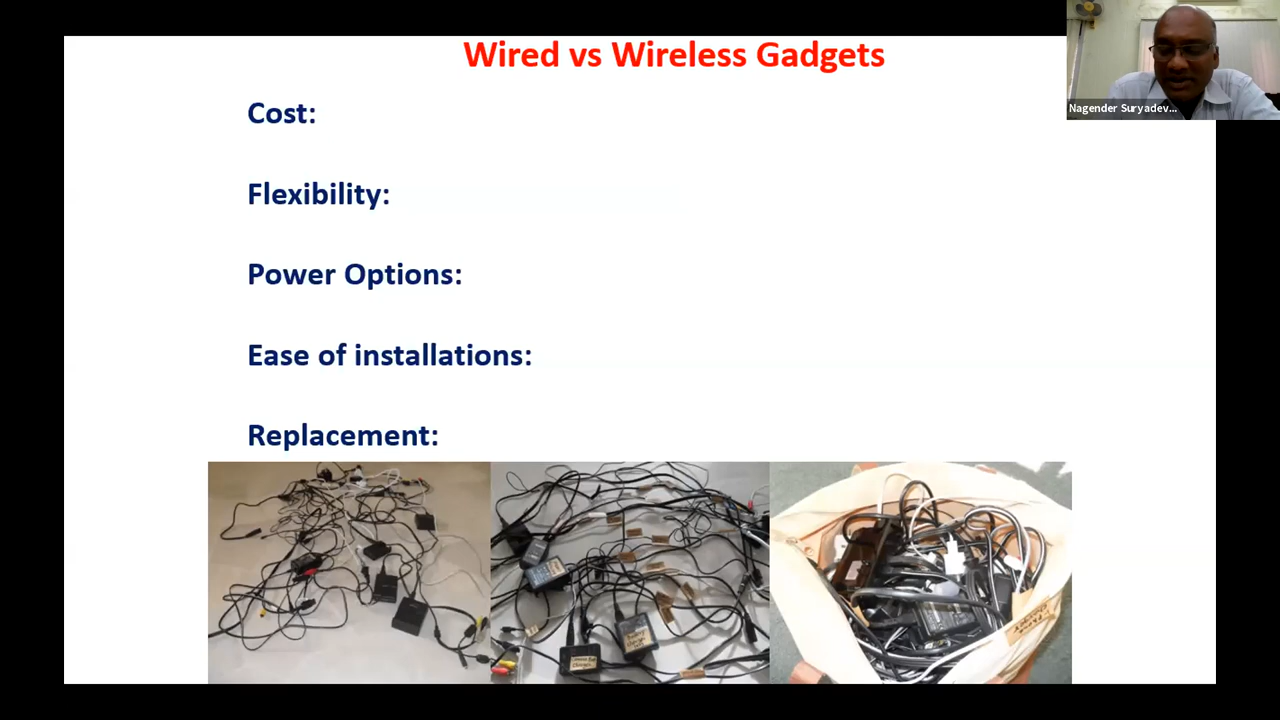 Wired vs Wireless Gadgets
Nagender Suryadev...
Cost:
Flexibility:
Power Options:
Ease of installations:
Replacement: